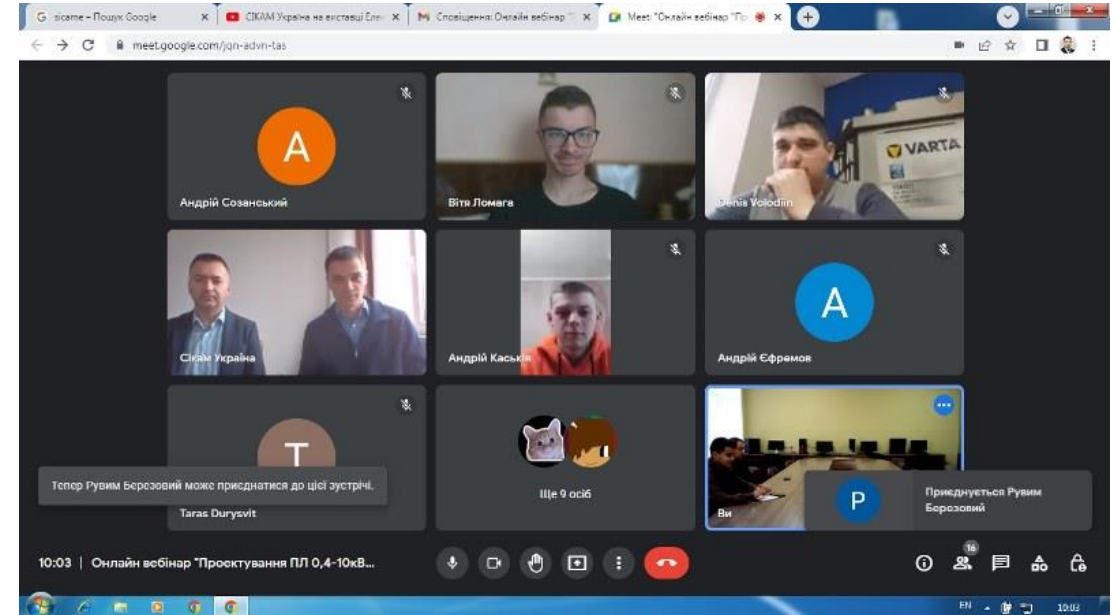 sicame – Пошук Google
СІКАМ Україна на виставці Еле
Сповіщення: Онлайн вебінар "
Meet: "Онлайн вебінар "Пр
meet.google.com/jqn-advn-tas
А
Андрій Созанський
Вітя Ломага
VARTA
Denis Volodiin
Сікам Україна
Андрій Каськів
А
Андрій Єфремов
T
Тепер Рувим Березовий може приєднатися до цієї зустрічі.
Taras Durysvit
Ще 9 осіб
Ви
Р
Приєднується Рувим
Березовий
10:03 | Онлайн вебінар "Проєктування ПЛ 0,4-10кВ...
16
EN
10:03